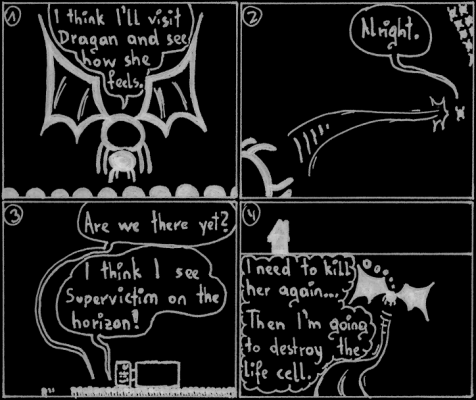 1
I think I'll visit
Dragan and see
how she
feels.
2
Alright.
3
Are we there yet?
I think I see
Supervictim on the
horizon!
Life
4
I need to kill
her again...
Then I'm going
to destroy the
life cell.